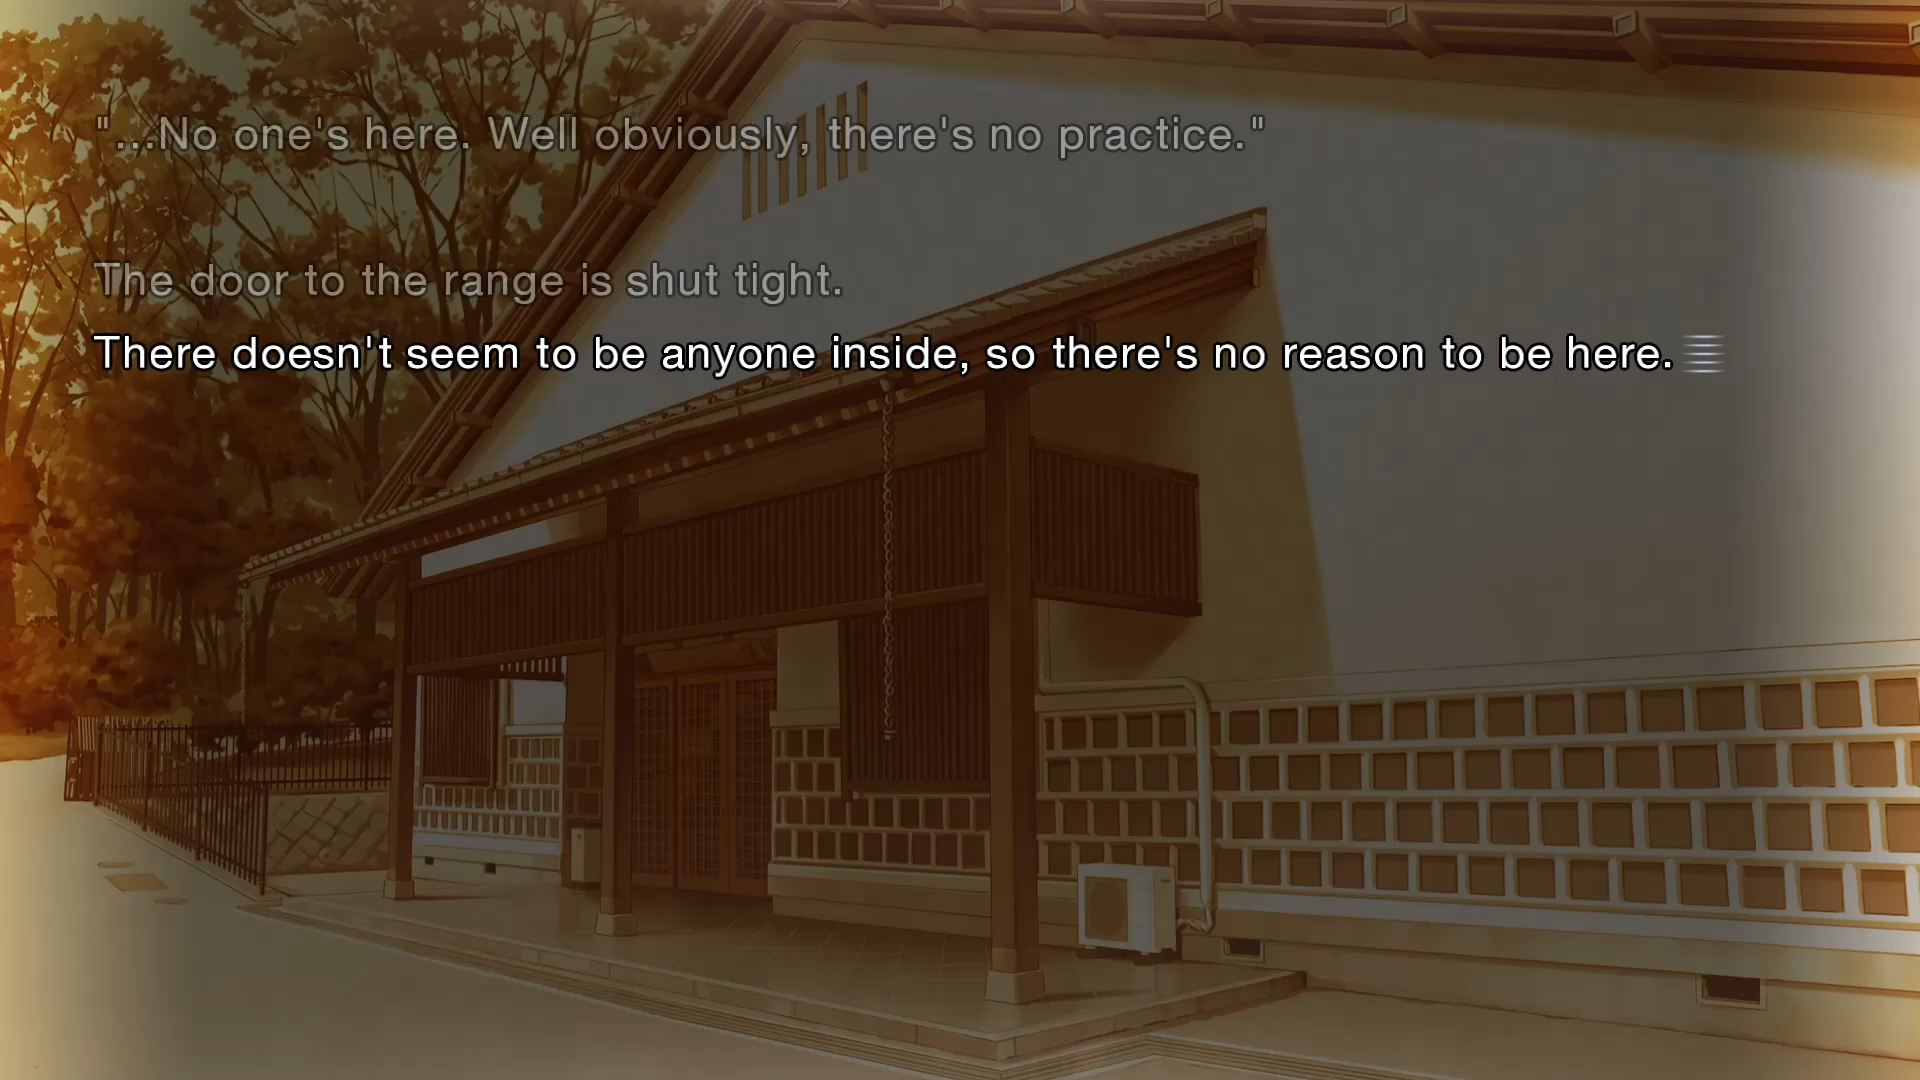 "...No one's here. Well obviously, there's no practice."
The door to the range is shut tight.
There doesn't seem to be anyone inside, so there's no reason to be here.